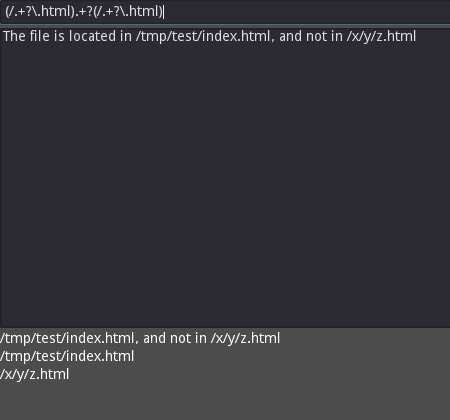 (/.+?\.html).+?(/.+?\.html)
The file is located in /tmp/test/index.html, and not in /x/y/z.html
/tmp/test/index.html, and not in /x/y/z.html
/tmp/test/index.html
/x/y/z.html